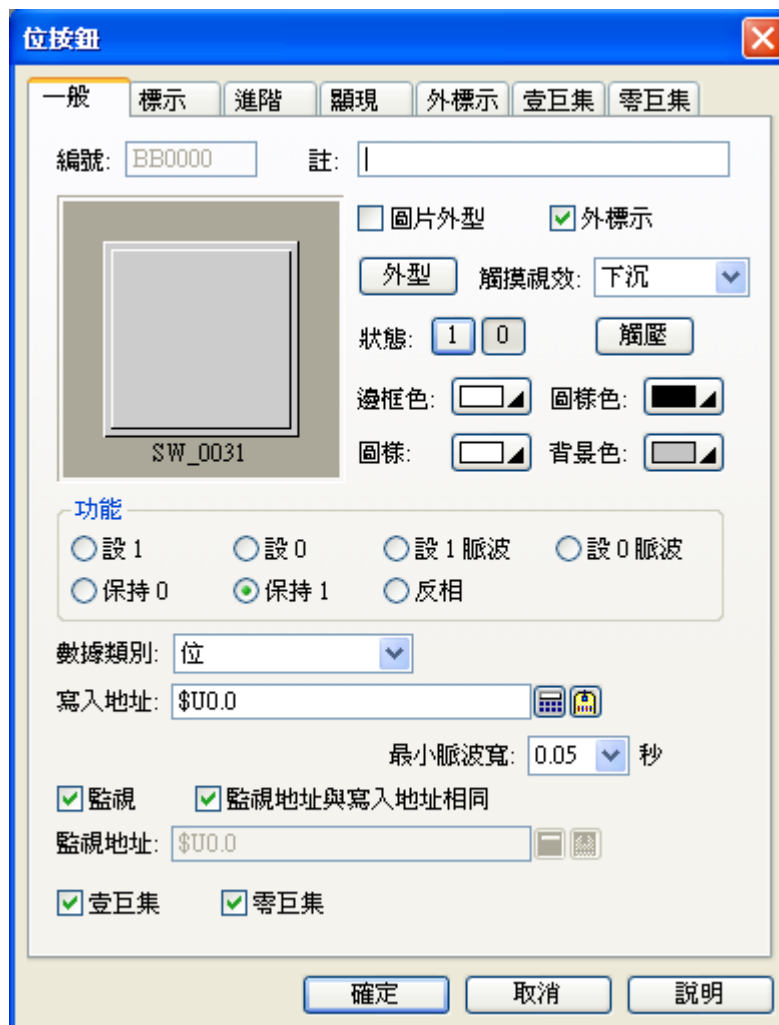 位按鈕
一般 標示 進階 顯現 外標示 壹巨集 零巨集
編號: BB0000 註:
圖片外型 外標示
外型 觸摸視效: 下沉
狀態: 1 0 觸壓
邊框色: 圖樣色:
圖樣: 背景色:
SW_0031
功能
設 1 設 0 設 1 脈波 設 0 脈波
保持 0 保持 1 反相
數據類別: 位
寫入地址: $U0.0
最小脈波寬: 0.05 秒
監視 監視地址與寫入地址相同
監視地址: $U0.0
壹巨集 零巨集
確定 取消 說明